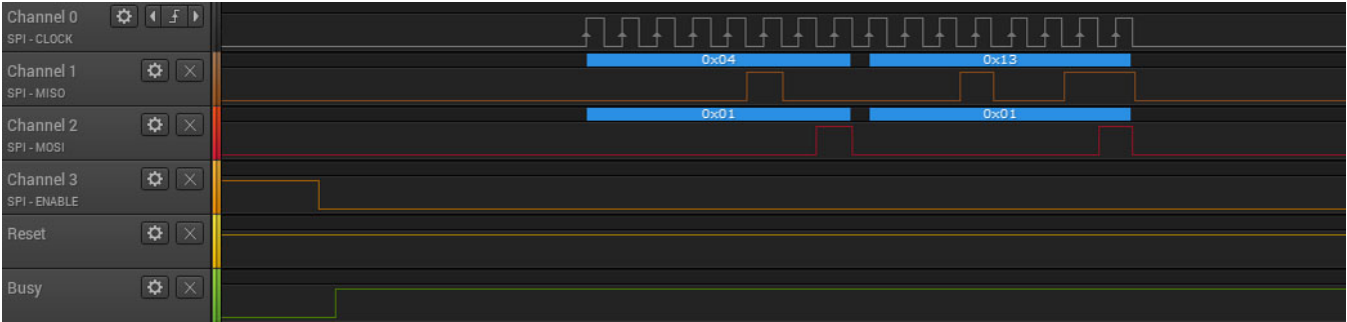 Channel 0
SPI - CLOCK
0x04 0x13
Channel 1
SPI - MISO
0x01 0x01
Channel 2
SPI - MOSI
Channel 3
SPI - ENABLE
Reset
Busy